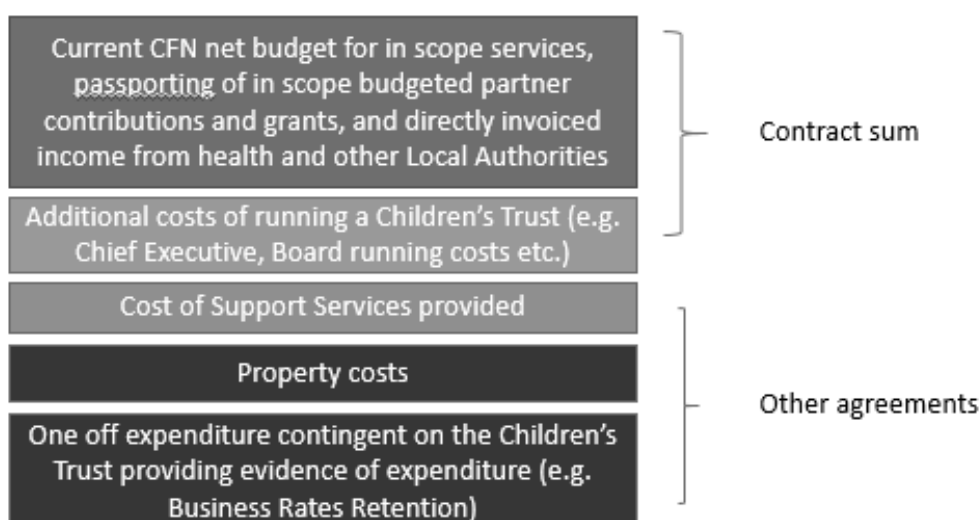 Current CFN net budget for in scope services,
passporting of in scope budgeted partner
contributions and grants, and directly invoiced
income from health and other Local Authorities
Contract sum
Additional costs of running a Children's Trust (e.g.
Chief Executive, Board running costs etc.)
Cost of Support Services provided
Property costs
Other agreements
One off expenditure contingent on the Children's
Trust providing evidence of expenditure (e.g.
Business Rates Retention)